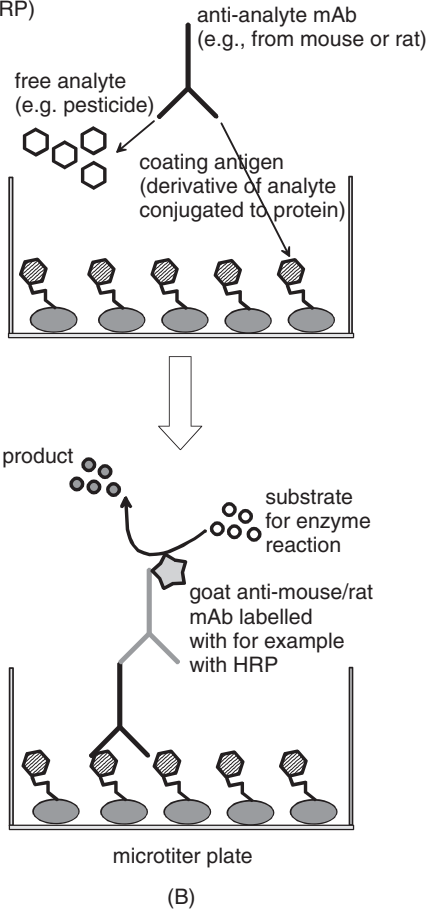 RP)
anti-analyte mAb
(e.g., from mouse or rat)
free analyte
(e.g. pesticide)
coating antigen
(derivative of analyte
conjugated to protein)
product
substrate
for enzyme
reaction
goat anti-mouse/rat
mAb labelled
with for example
with HRP
microtiter plate
(B)